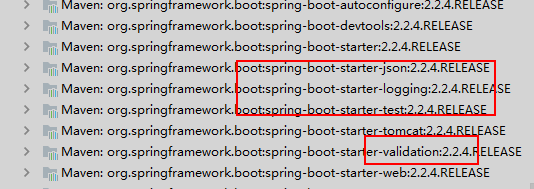 Maven: org.springframework.boot:spring-boot-autoconfigure:2.2.4.RELEASE
Maven: org.springframework.boot:spring-boot-devtools:2.2.4.RELEASE
Maven: org.springframework.boot:spring-boot-starter:2.2.4.RELEASE
Maven: org.springframework.boot:spring-boot-starter-json:2.2.4.RELEASE
Maven: org.springframework.boot:spring-boot-starter-logging:2.2.4.RELEASE
Maven: org.springframework.boot:spring-boot-starter-test:2.2.4.RELEASE
Maven: org.springframework.boot:spring-boot-starter-tomcat:2.2.4.RELEASE
Maven: org.springframework.boot:spring-boot-starter-validation:2.2.4.RELEASE
Maven: org.springframework.boot:spring-boot-starter-web:2.2.4.RELEASE